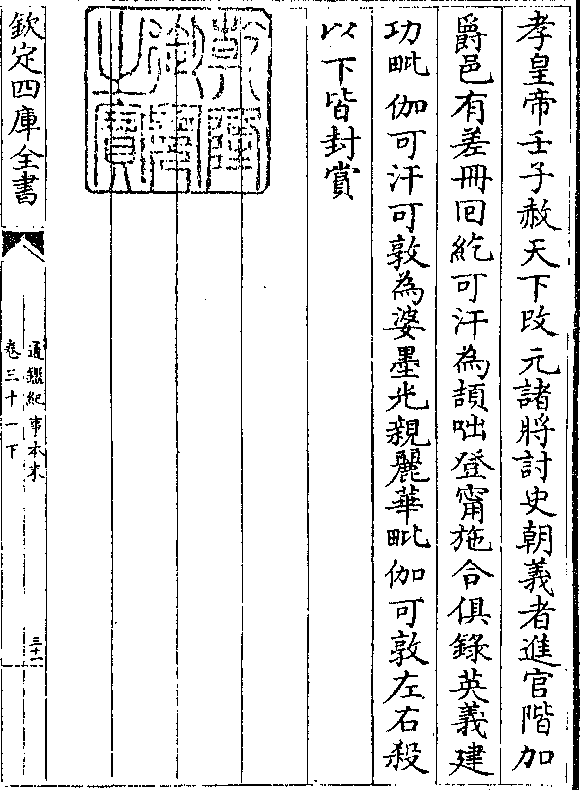 孝皇帝壬子赦天下改元諸將討史朝義者進官階加
爵邑有差冊回紇可汗為頡咄登甯施合俱錄英義建
功毗伽可汗可敦為婆墨光親麗華毗伽可敦左右殺
以下皆封賞
乾隆御覽之寶
欽定四庫全書
通鑑紀事本末
卷三十一下
三十一